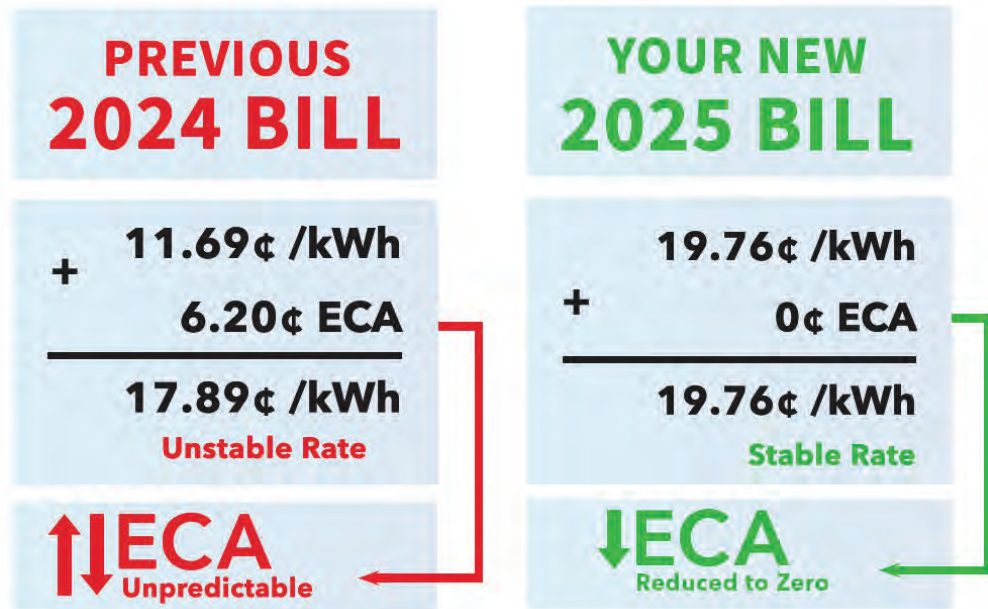 PREVIOUS
2024 BILL
11.69¢ /kWh
+
6.20¢ ECA
17.89¢ /kWh
Unstable Rate
ECA
Unpredictable
YOUR NEW
2025 BILL
19.76¢ /kWh
+
0¢ ECA
19.76¢ /kWh
Stable Rate
ECA
Reduced to Zero